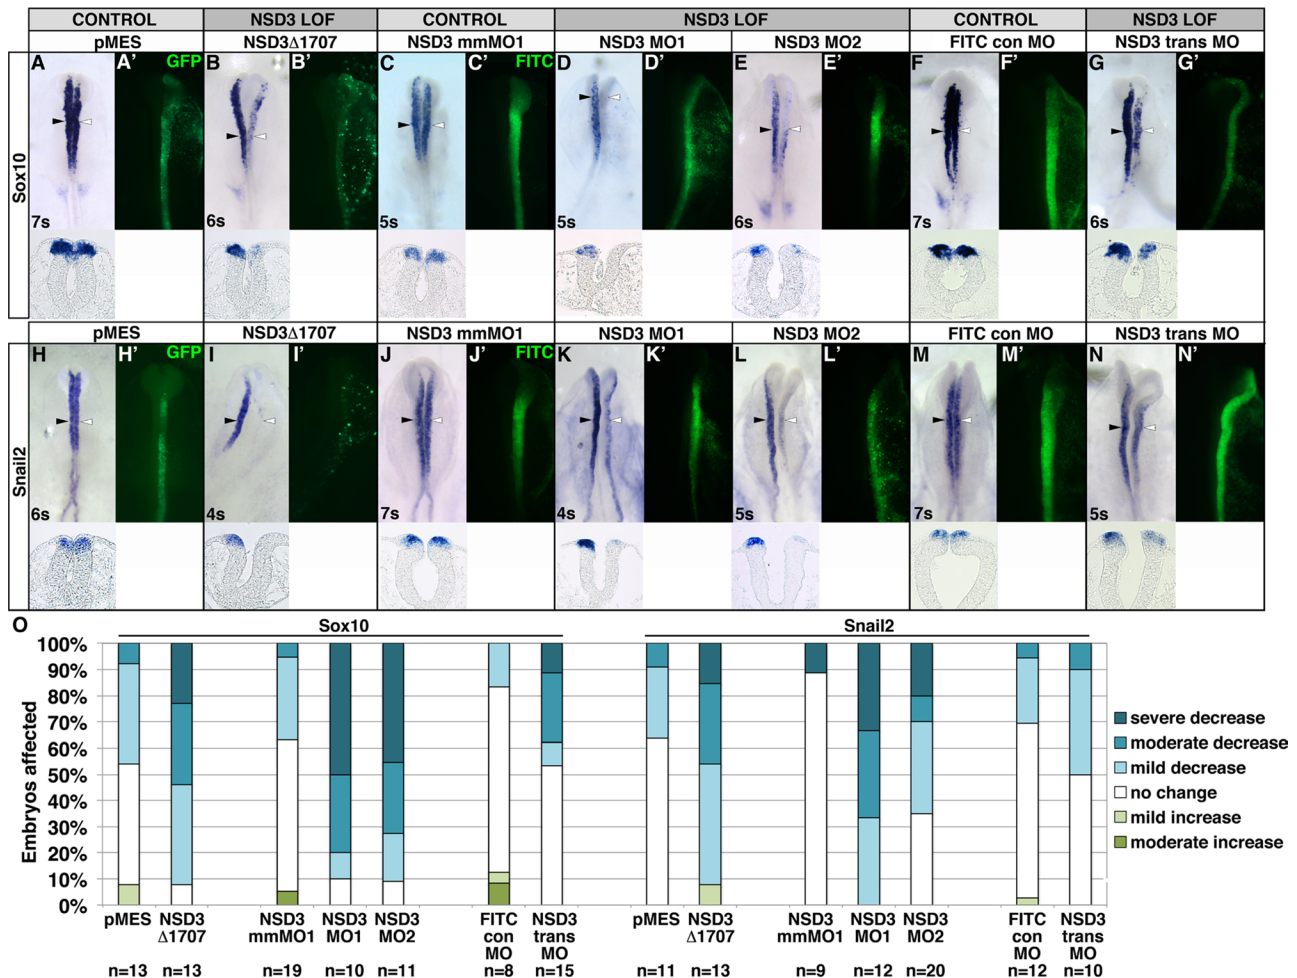 CONTROL NSD3 LOF CONTROL NSD3 LOF CONTROL NSD3 LOF
pMES NSD3Δ1707 NSD3 mmMO1 NSD3 MO1 NSD3 MO2 FITC con MO NSD3 trans MO
A A’ GFP B B’ C C’ FITC D D’ E E’ F F’ G G’
Sox10
7s 6s 5s 5s 6s 7s 6s
pMES NSD3Δ1707 NSD3 mmMO1 NSD3 MO1 NSD3 MO2 FITC con MO NSD3 trans MO
H H’ GFP I I’ J J’ FITC K K’ L L’ M M’ N N’
Snail2
6s 4s 7s 4s 5s 7s 5s
O Sox10 Snail2
Embryos affected
100%
90%
80%
70%
60%
50%
40%
30%
20%
10%
0%
severe decrease
moderate decrease
mild decrease
no change
mild increase
moderate increase
pMES NSD3 NSD3 NSD3 NSD3 FITC NSD3 pMES NSD3 NSD3 NSD3 NSD3 FITC NSD3
Δ1707 mmMO1 MO1 MO2 con trans Δ1707 mmMO1 MO1 MO2 con trans
MO MO MO MO
n=13 n=13 n=19 n=10 n=11 n=8 n=15 n=11 n=13 n=9 n=12 n=20 n=12 n=10